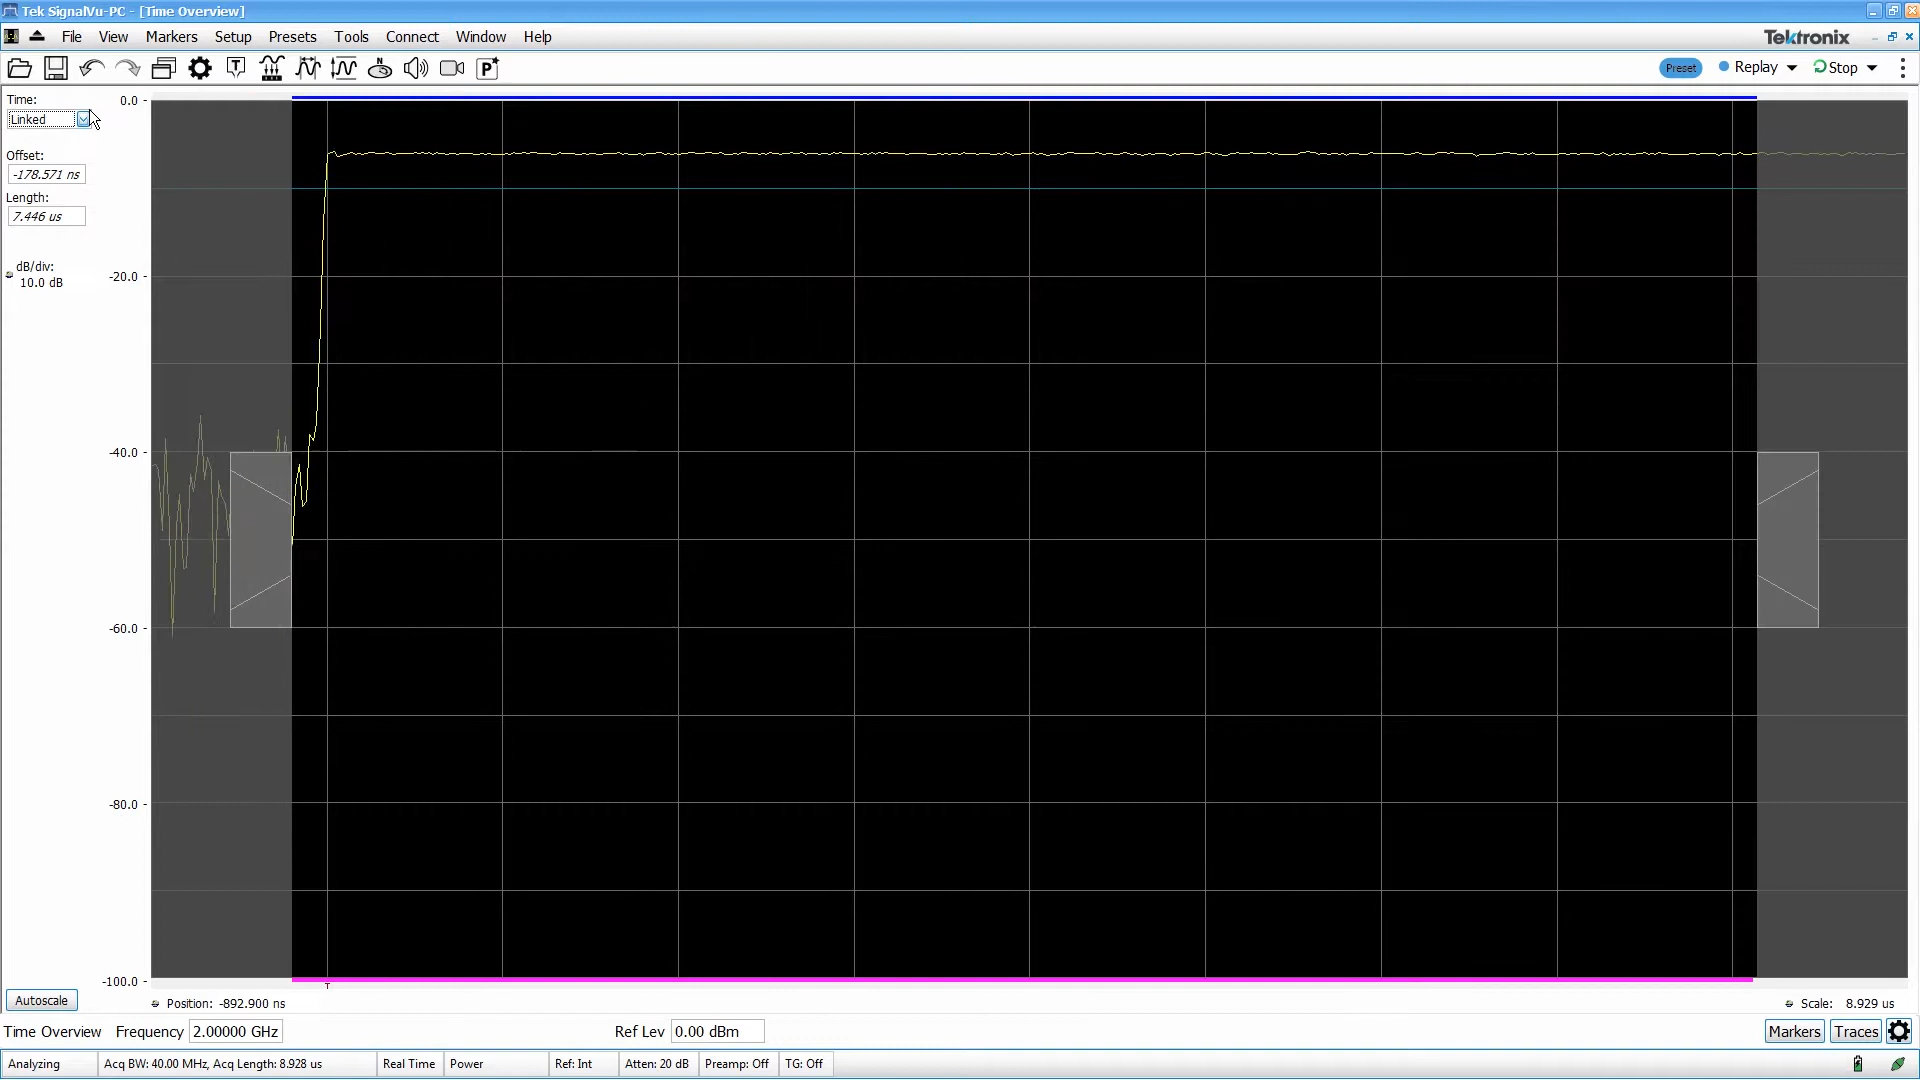 Tek SignalVu-PC - [Time Overview]
File View Markers Setup Presets Tools Connect Window Help
Tektronix
Preset Replay Stop
Time:
Linked
Offset:
-178.571 ns
Length:
7.446 us
dB/div:
10.0 dB
0.0
-20.0
-40.0
-60.0
-80.0
-100.0
T
Autoscale
Position: -892.900 ns
Scale: 8.929 us
Time Overview Frequency 2.00000 GHz Ref Lev 0.00 dBm Markers Traces
Analyzing Acq BW: 40.00 MHz, Acq Length: 8.928 us Real Time Power Ref: Int Atten: 20 dB Preamp: Off TG: Off